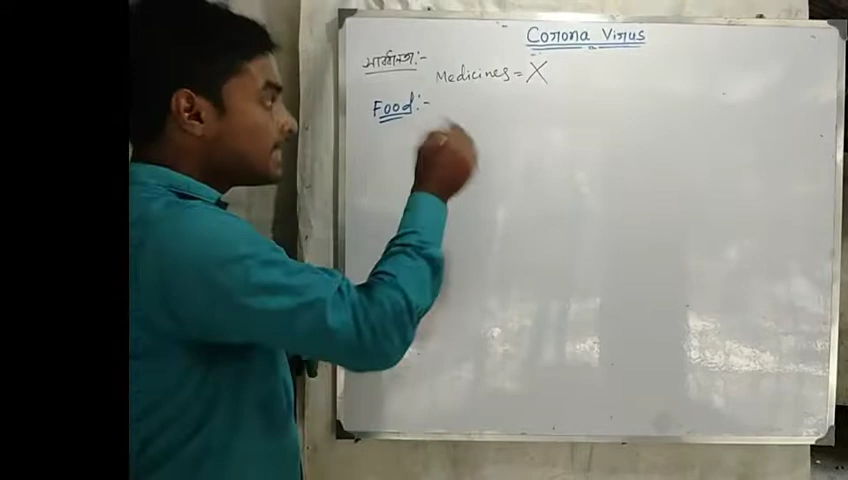 Corona Virus
Medicines = X
Food :-